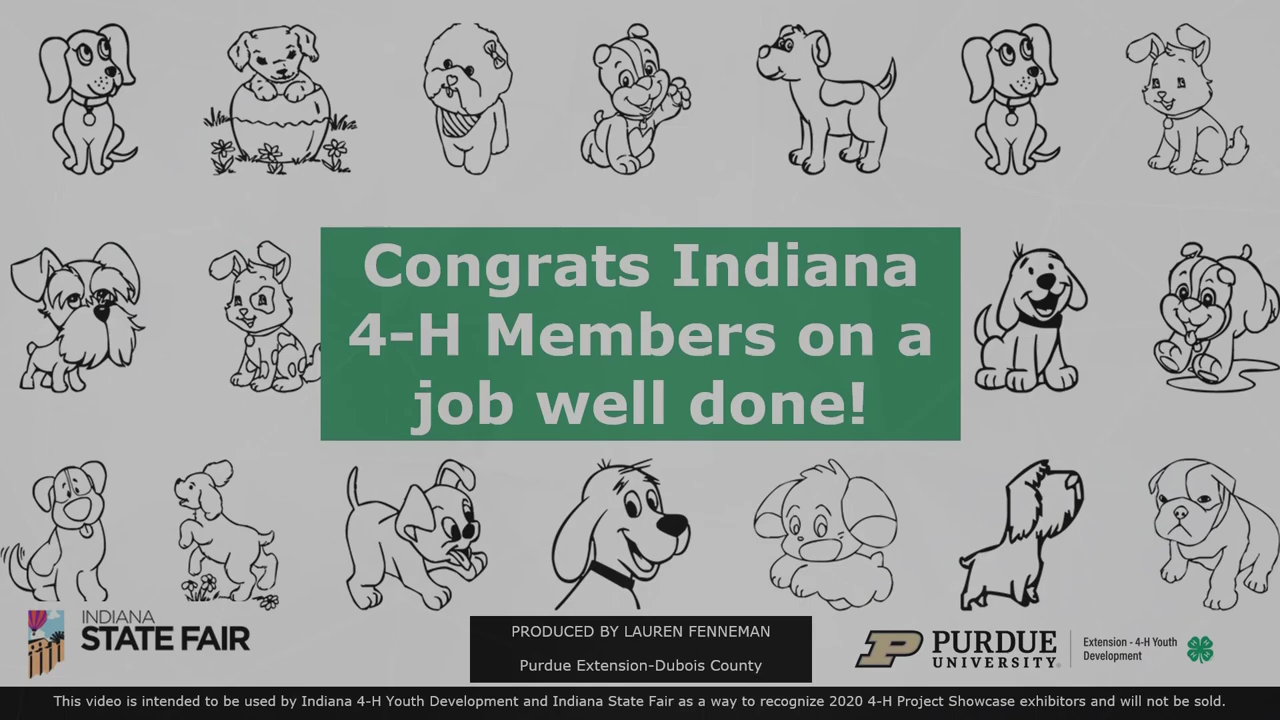 Congrats Indiana
4-H Members on a
job well done!
INDIANA
STATE FAIR
PRODUCED BY LAUREN FENNEMAN
Purdue Extension-Dubois County
P PURDUE
UNIVERSITY®
Extension - 4-H Youth
Development
This video is intended to be used by Indiana 4-H Youth Development and Indiana State Fair as a way to recognize 2020 4-H Project Showcase exhibitors and will not be sold.